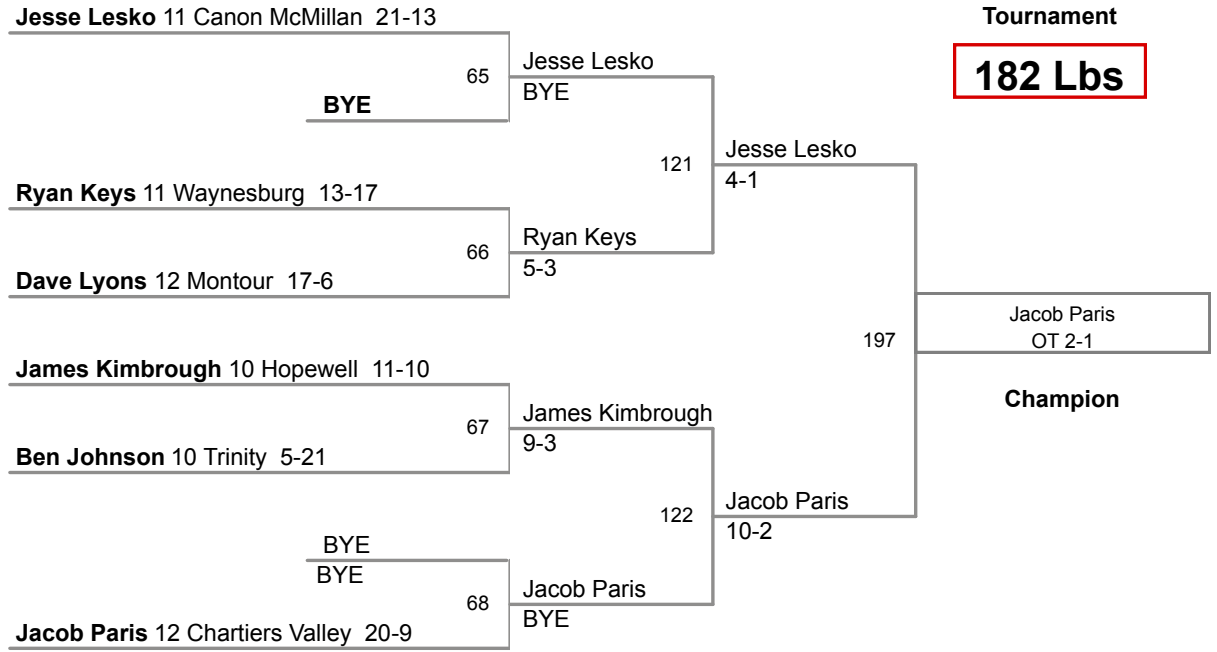 Jesse Lesko 11 Canon McMillan 21-13
Tournament
182 Lbs
65
Jesse Lesko
BYE
BYE
121
Jesse Lesko
4-1
Ryan Keys 11 Waynesburg 13-17
66
Ryan Keys
5-3
Dave Lyons 12 Montour 17-6
197
Jacob Paris
OT 2-1
Champion
James Kimbrough 10 Hopewell 11-10
67
James Kimbrough
9-3
Ben Johnson 10 Trinity 5-21
122
Jacob Paris
10-2
BYE
BYE
68
Jacob Paris
BYE
Jacob Paris 12 Chartiers Valley 20-9